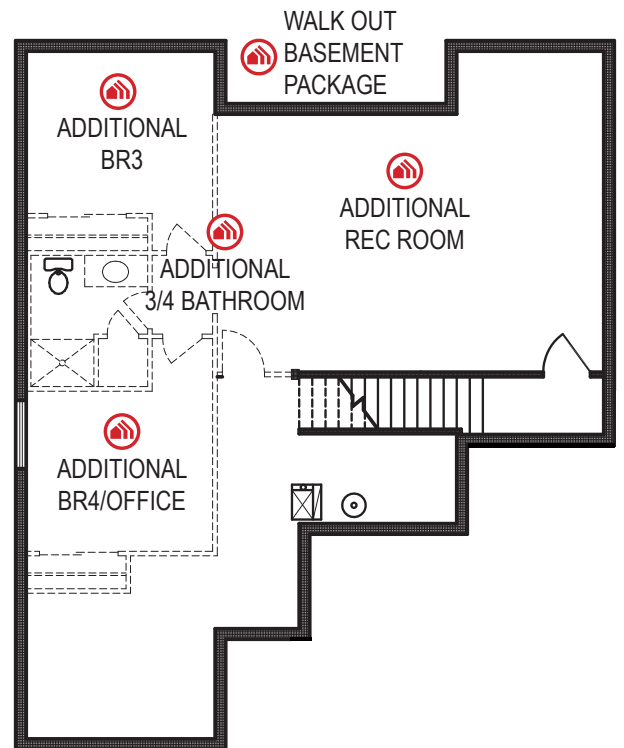 WALK OUT
BASEMENT
PACKAGE
ADDITIONAL
BR3
ADDITIONAL
REC ROOM
ADDITIONAL
3/4 BATHROOM
ADDITIONAL
BR4/OFFICE